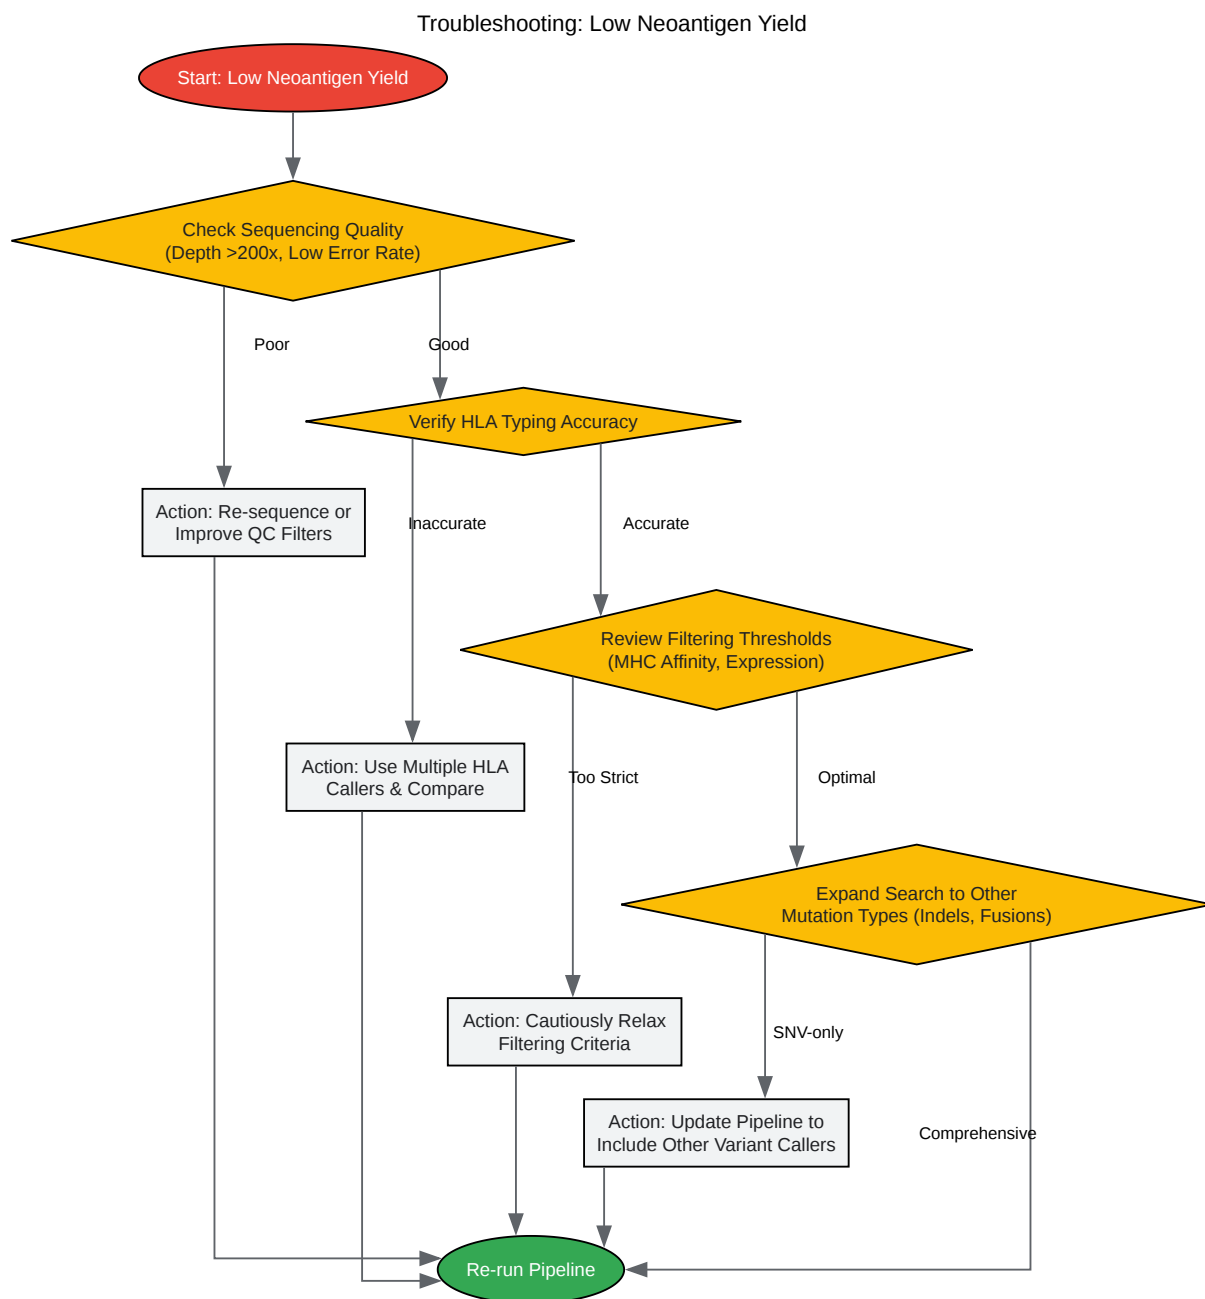 Troubleshooting: Low Neoantigen Yield
Start: Low Neoantigen Yield
Check Sequencing Quality
(Depth >200x, Low Error Rate)
Poor
Good
Verify HLA Typing Accuracy
Action: Re-sequence or
Improve QC Filters
Inaccurate
Accurate
Review Filtering Thresholds
(MHC Affinity, Expression)
Action: Use Multiple HLA
Callers & Compare
Too Strict
Optimal
Expand Search to Other
Mutation Types (Indels, Fusions)
Action: Cautiously Relax
Filtering Criteria
SNV-only
Action: Update Pipeline to
Include Other Variant Callers
Comprehensive
Re-run Pipeline